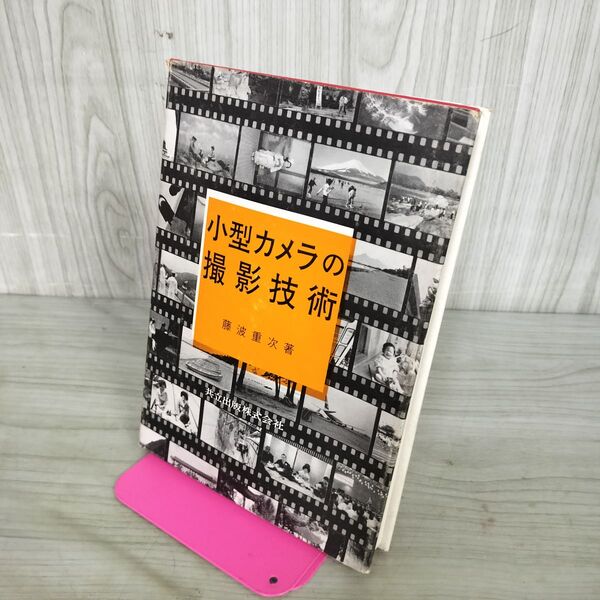 小型カメラの
撮影技術
藤波重次著
共立出版株式会社